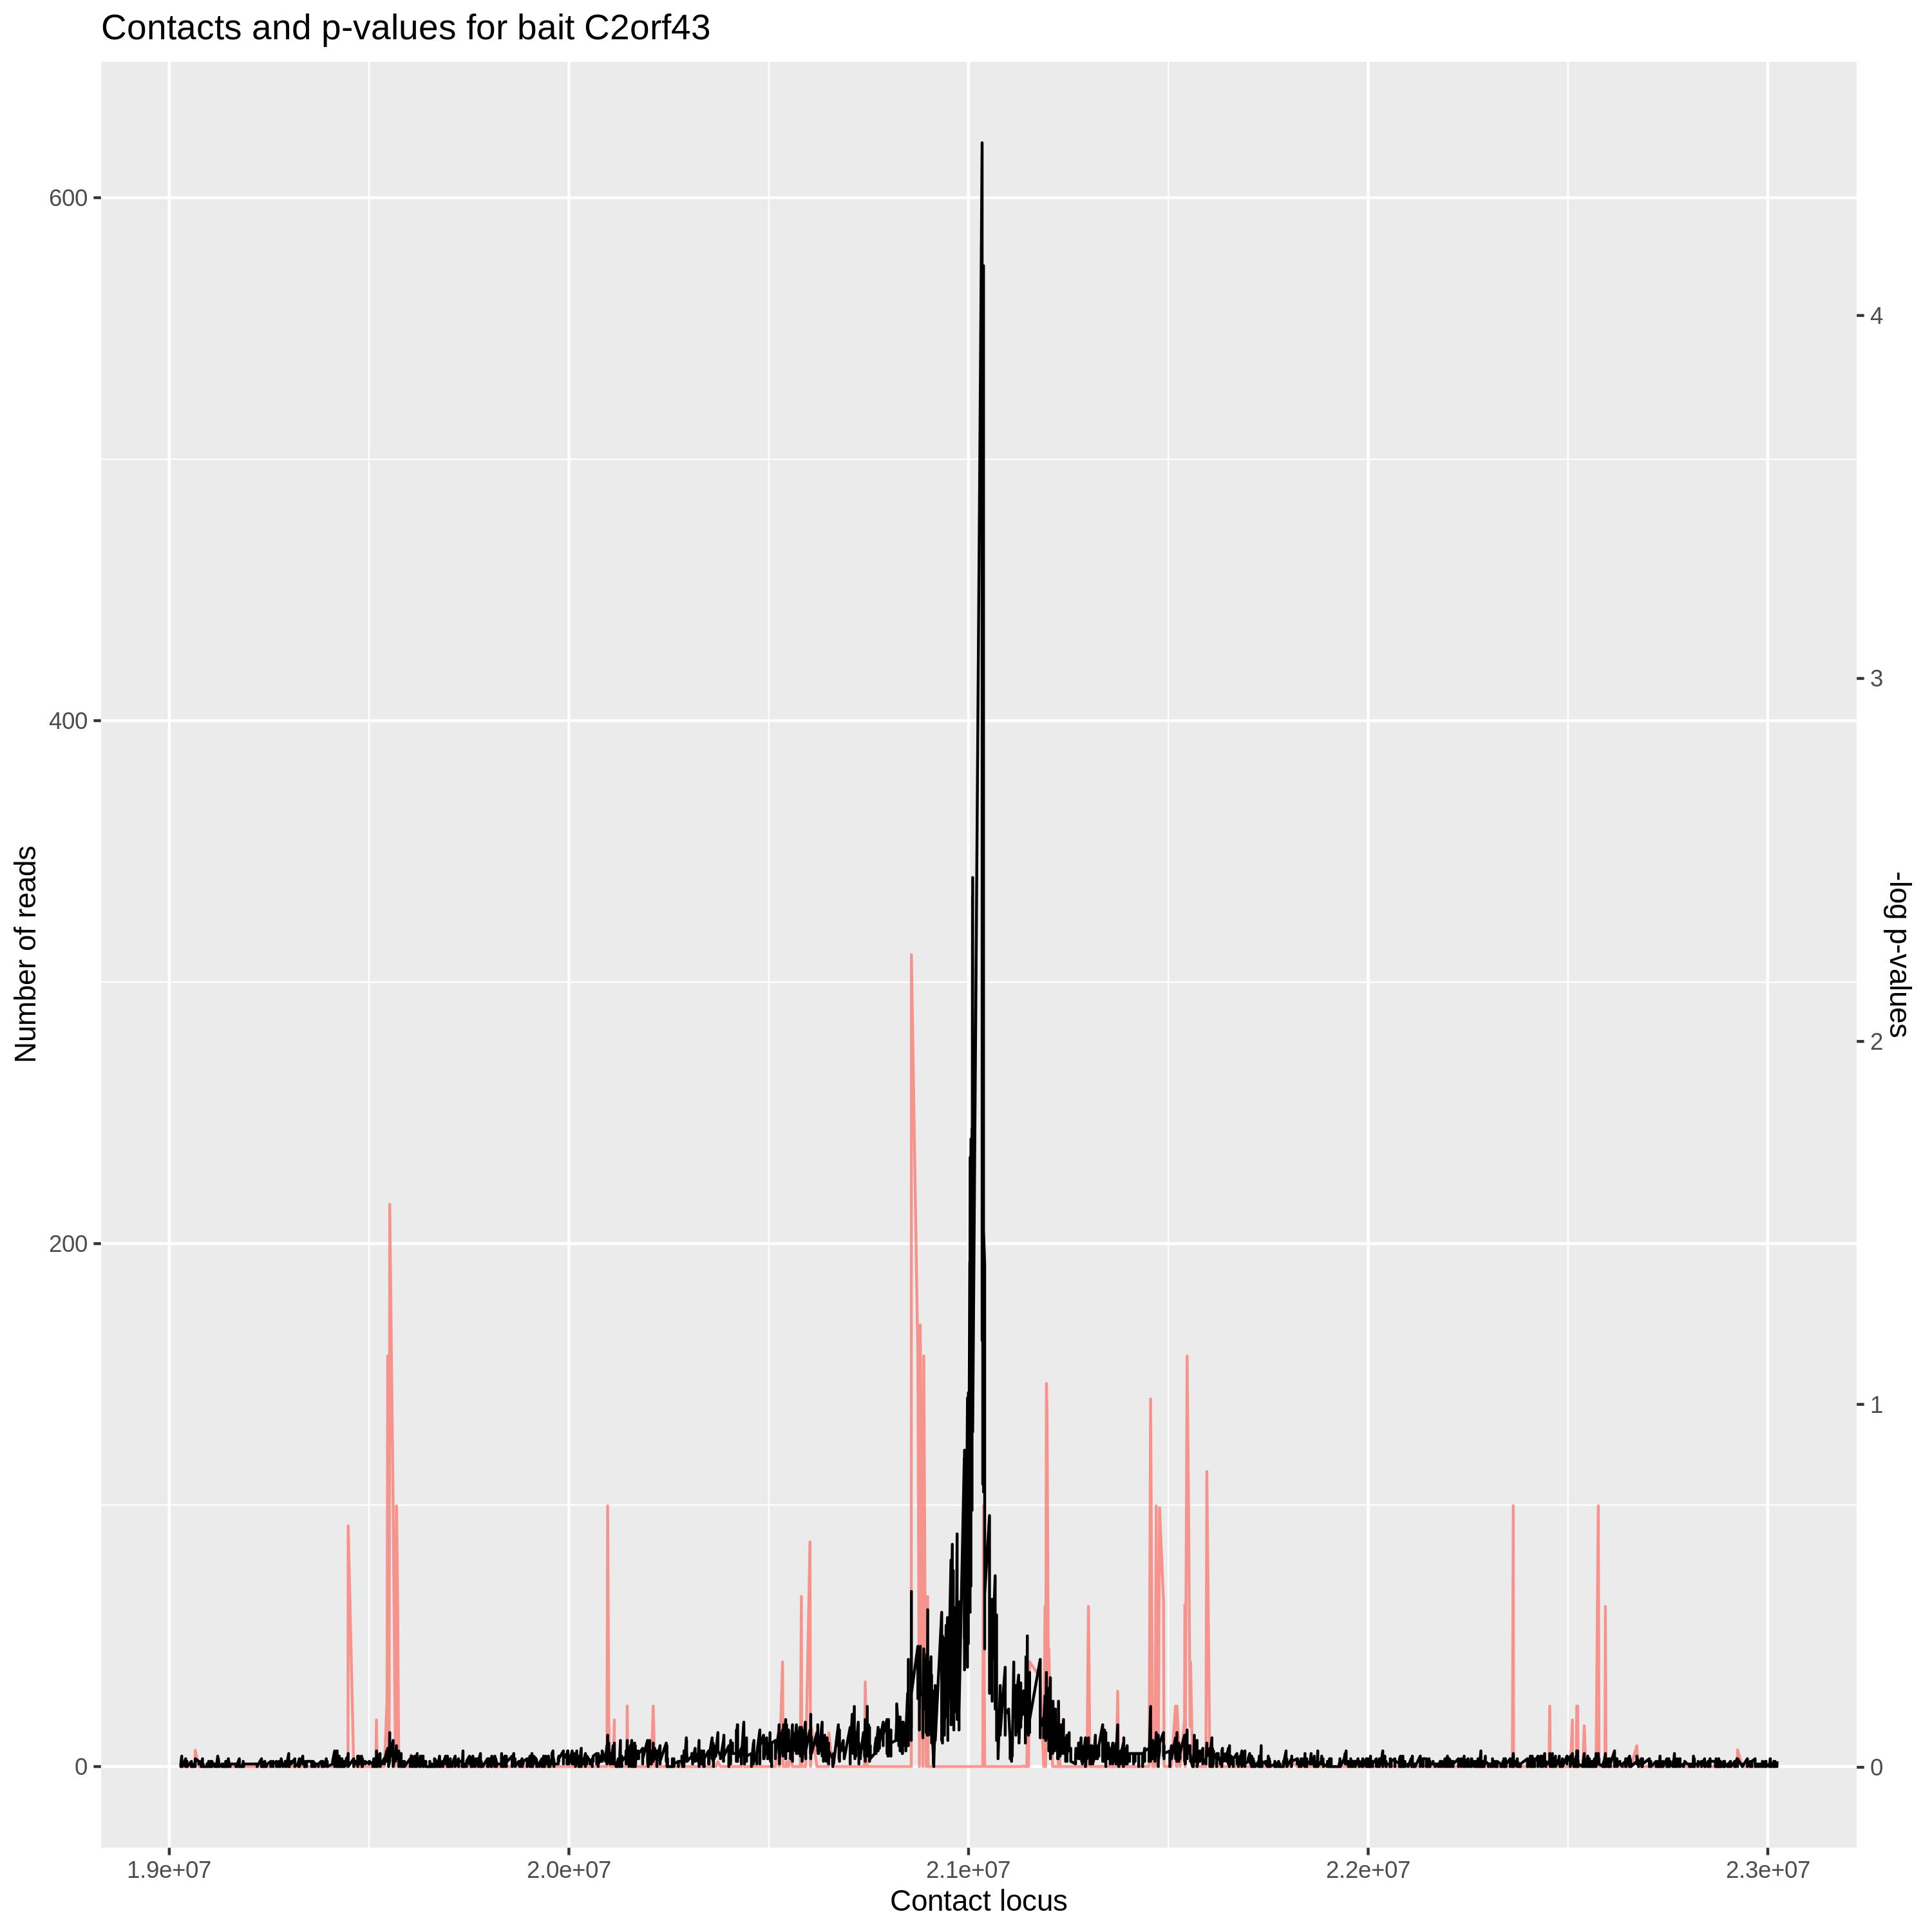 Contacts and p-values for bait C2orf43
Number of reads
600
400
200
0
4
3
2
1
0
-log p-values
1.9e+07
2.0e+07
2.1e+07
2.2e+07
2.3e+07
Contact locus